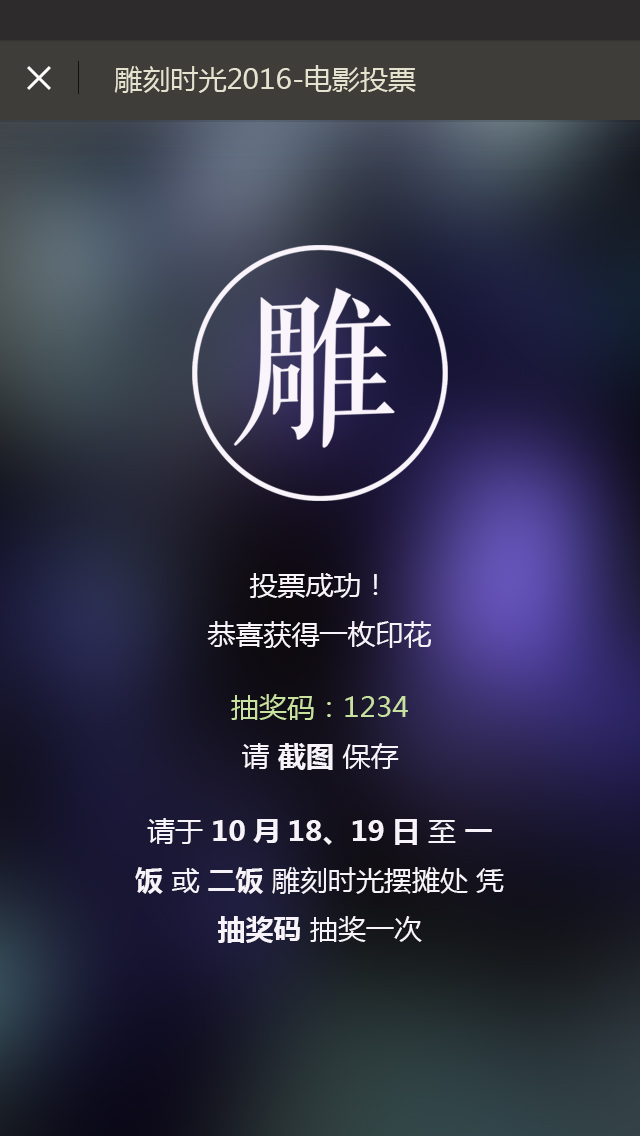 雕刻时光2016-电影投票
雕
投票成功！
恭喜获得一枚印花
抽奖码：1234
请 截图 保存
请于 10 月 18、19 日 至 一
饭 或 二饭 雕刻时光摆摊处 凭
抽奖码 抽奖一次